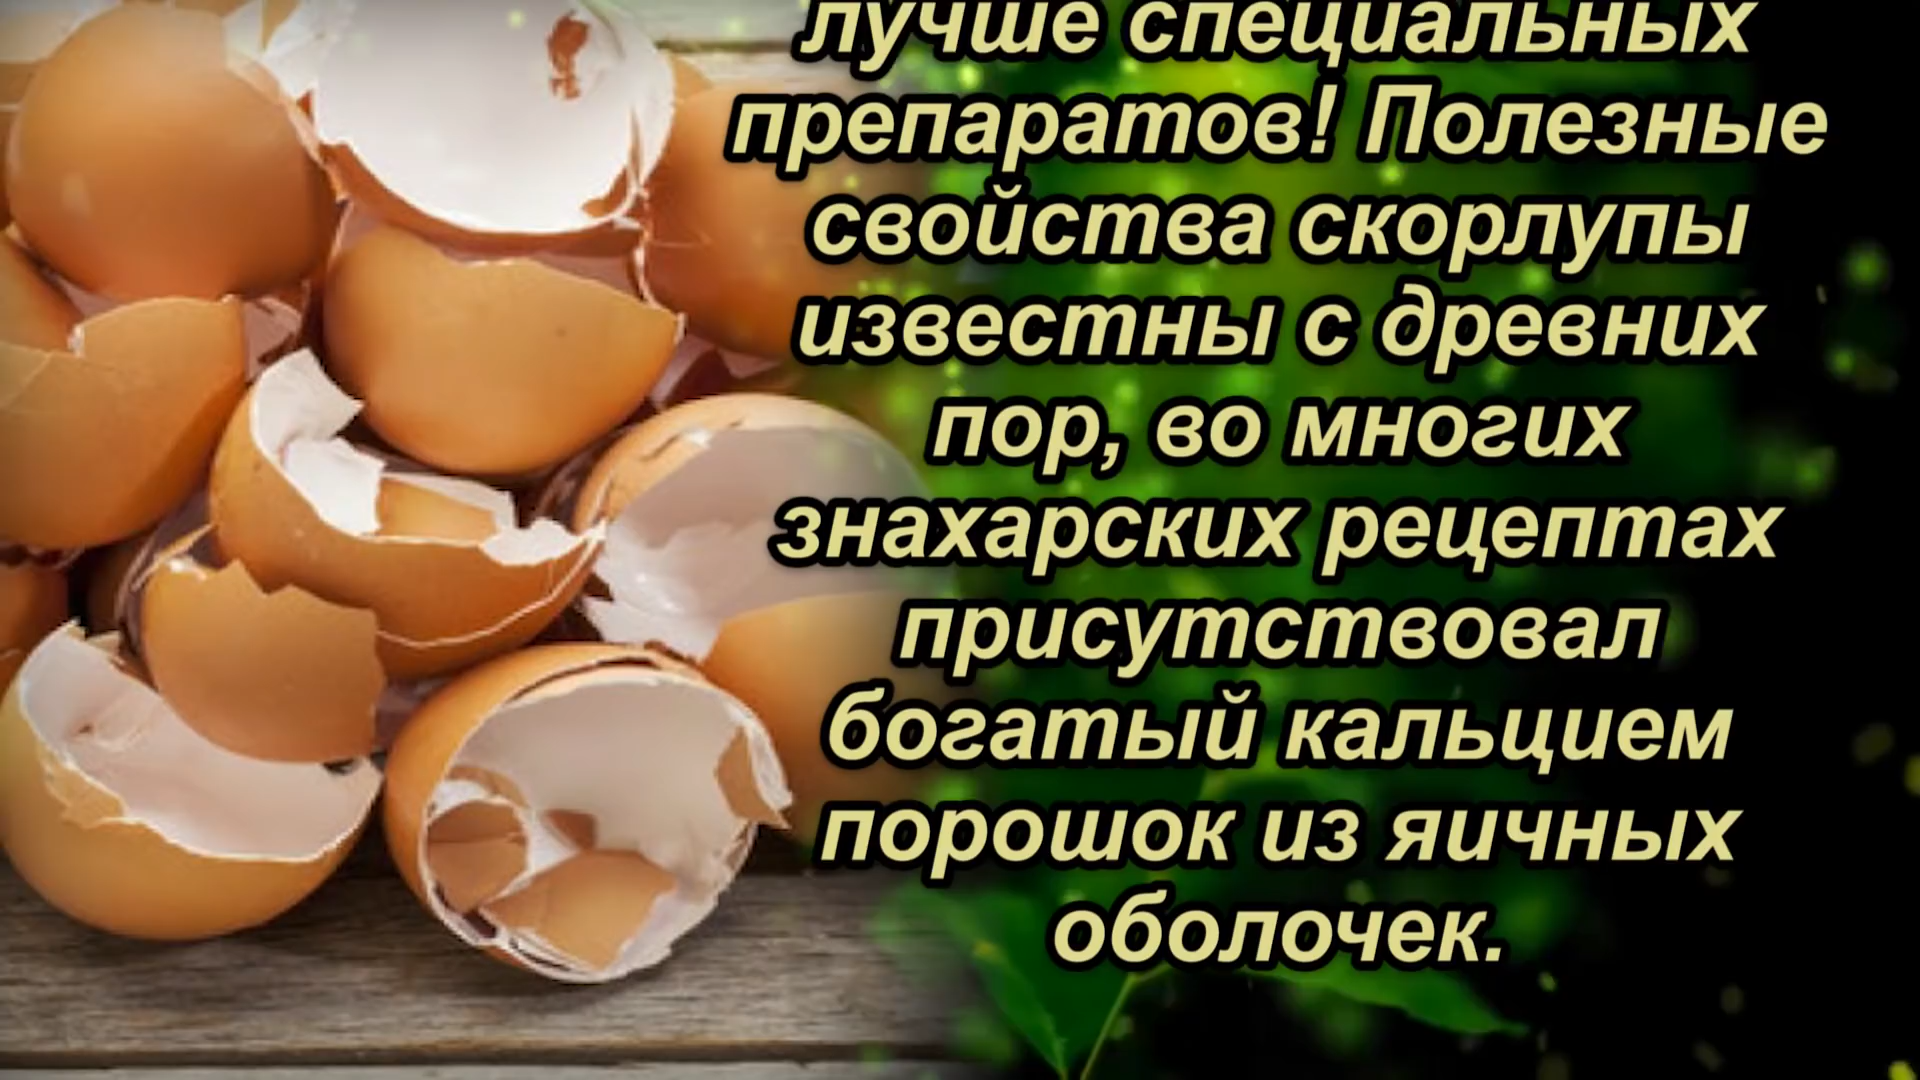 лучше специальных
препаратов! Полезные
свойства скорлупы
известны с древних
пор, во многих
знахарских рецептах
присутствовал
богатый кальцием
порошок из яичных
оболочек.